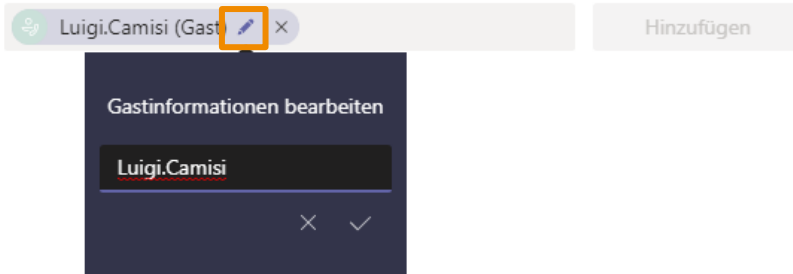 Luigi.Camisi (Gast)
Hinzufügen
Gastinformationen bearbeiten
Luigi.Camisi